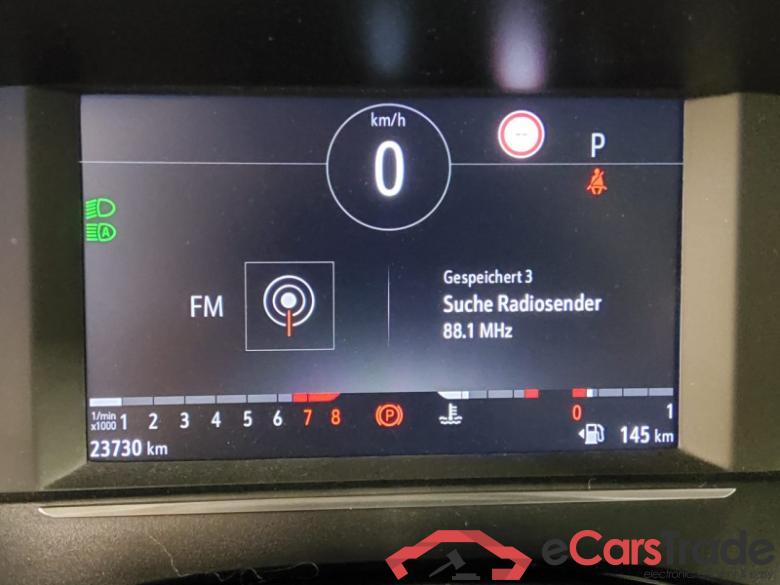 km/h
0
P
A
FM
Gespeichert 3
Suche Radiosender
88.1 MHz
1/min
x1000 1 2 3 4 5 6 7 8
P
0 1
23730 km
145 km
eCarsTrade